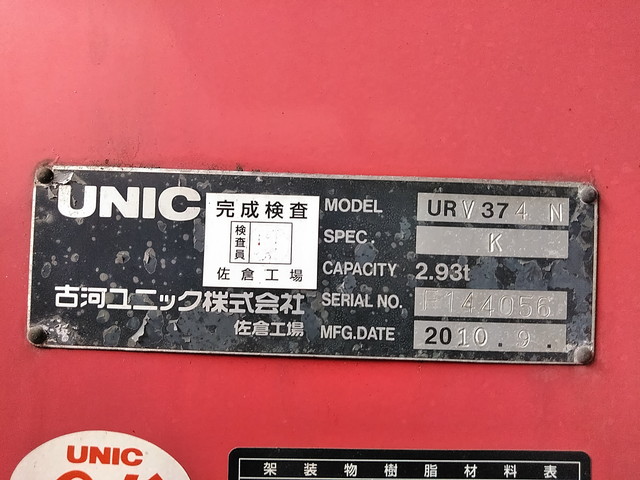 UNIC
完成検査
検査員
佐倉工場
古河ユニック株式会社
佐倉工場
MODEL URV374N
SPEC. K
CAPACITY 2.93t
SERIAL NO. E144056
MFG.DATE 2010.9.
UNIC
架装物樹脂材料表